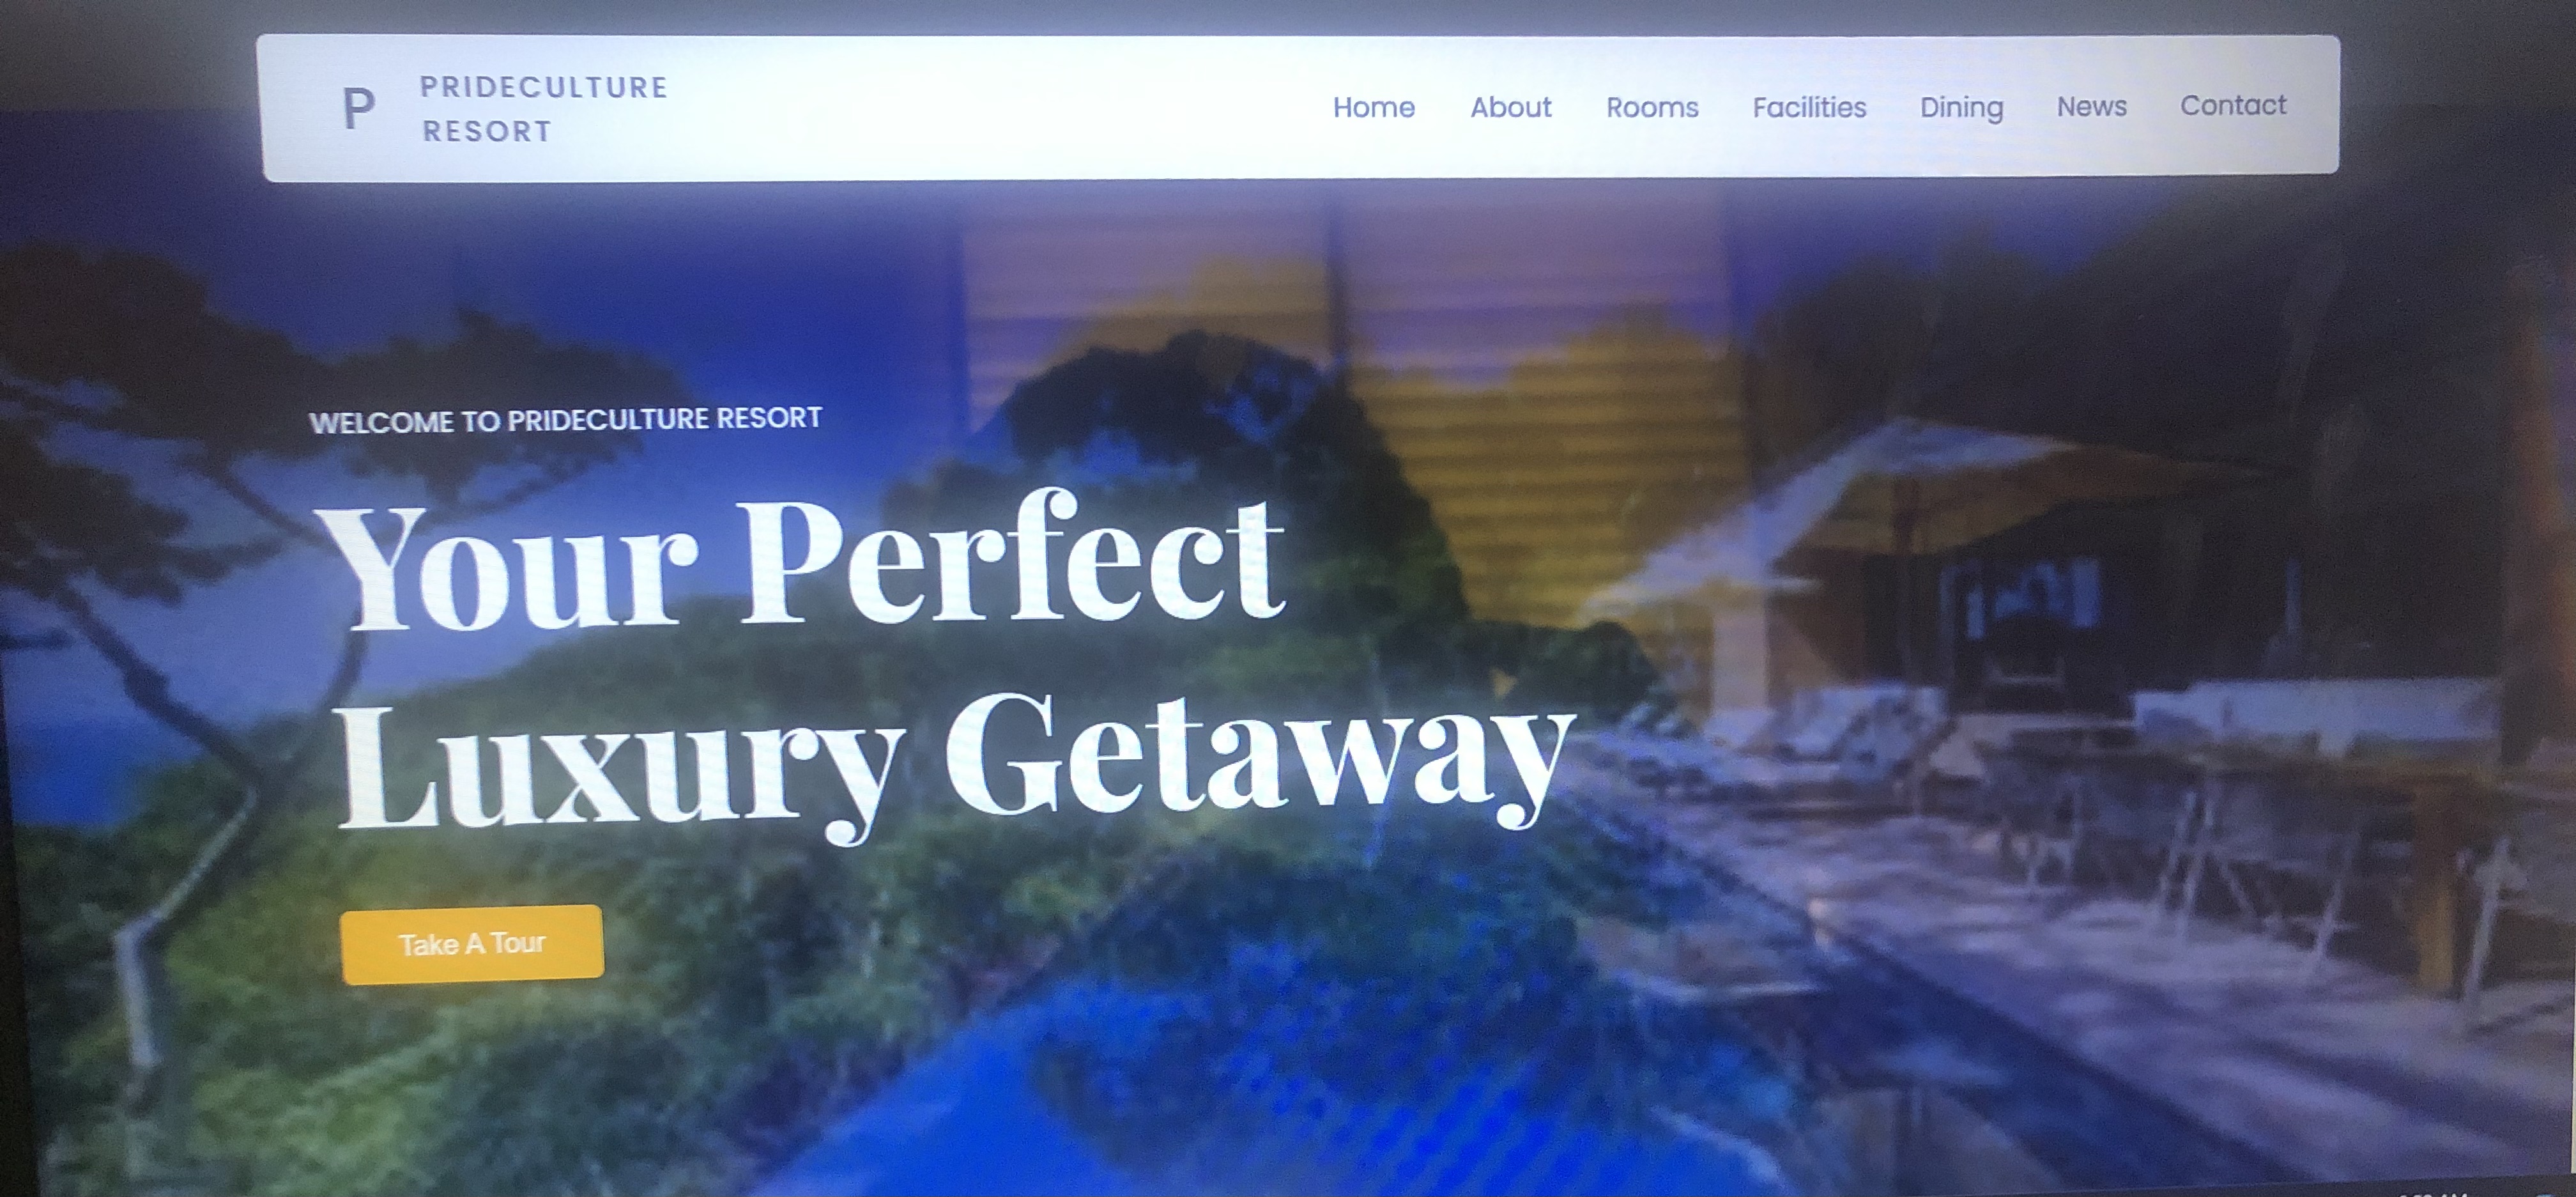 P
PRIDECULTURE
RESORT
Home About Rooms Facilities Dining News Contact
WELCOME TO PRIDECULTURE RESORT
Your Perfect
Luxury Getaway
Take A Tour